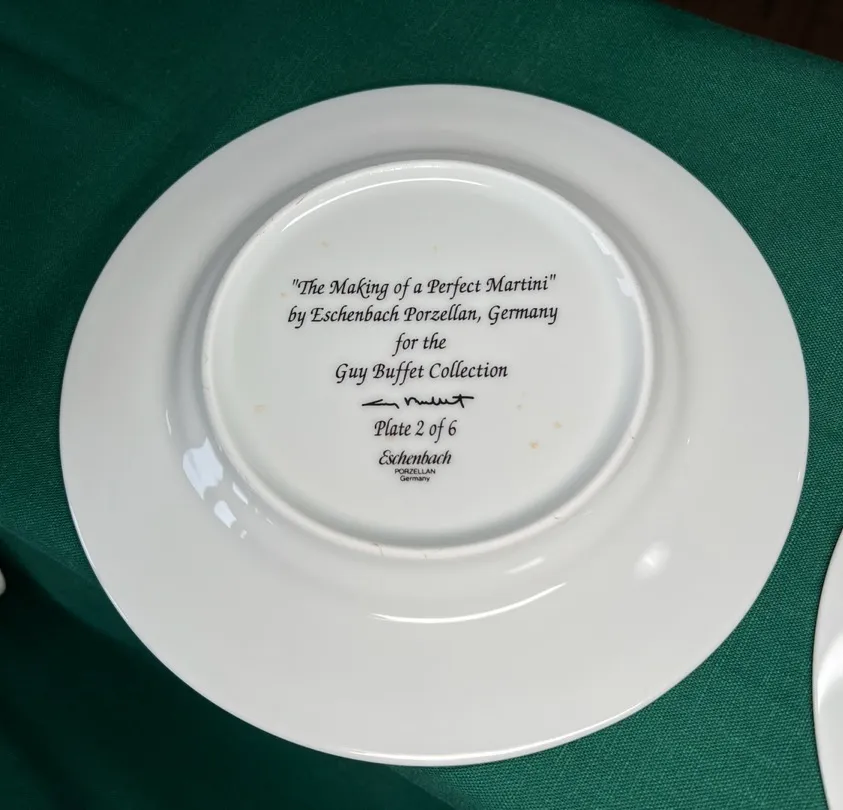 "The Making of a Perfect Martini"
by Eschenbach Porzellan, Germany
for the
Guy Buffet Collection
Plate 2 of 6
Eschenbach
PORZELLAN
Germany